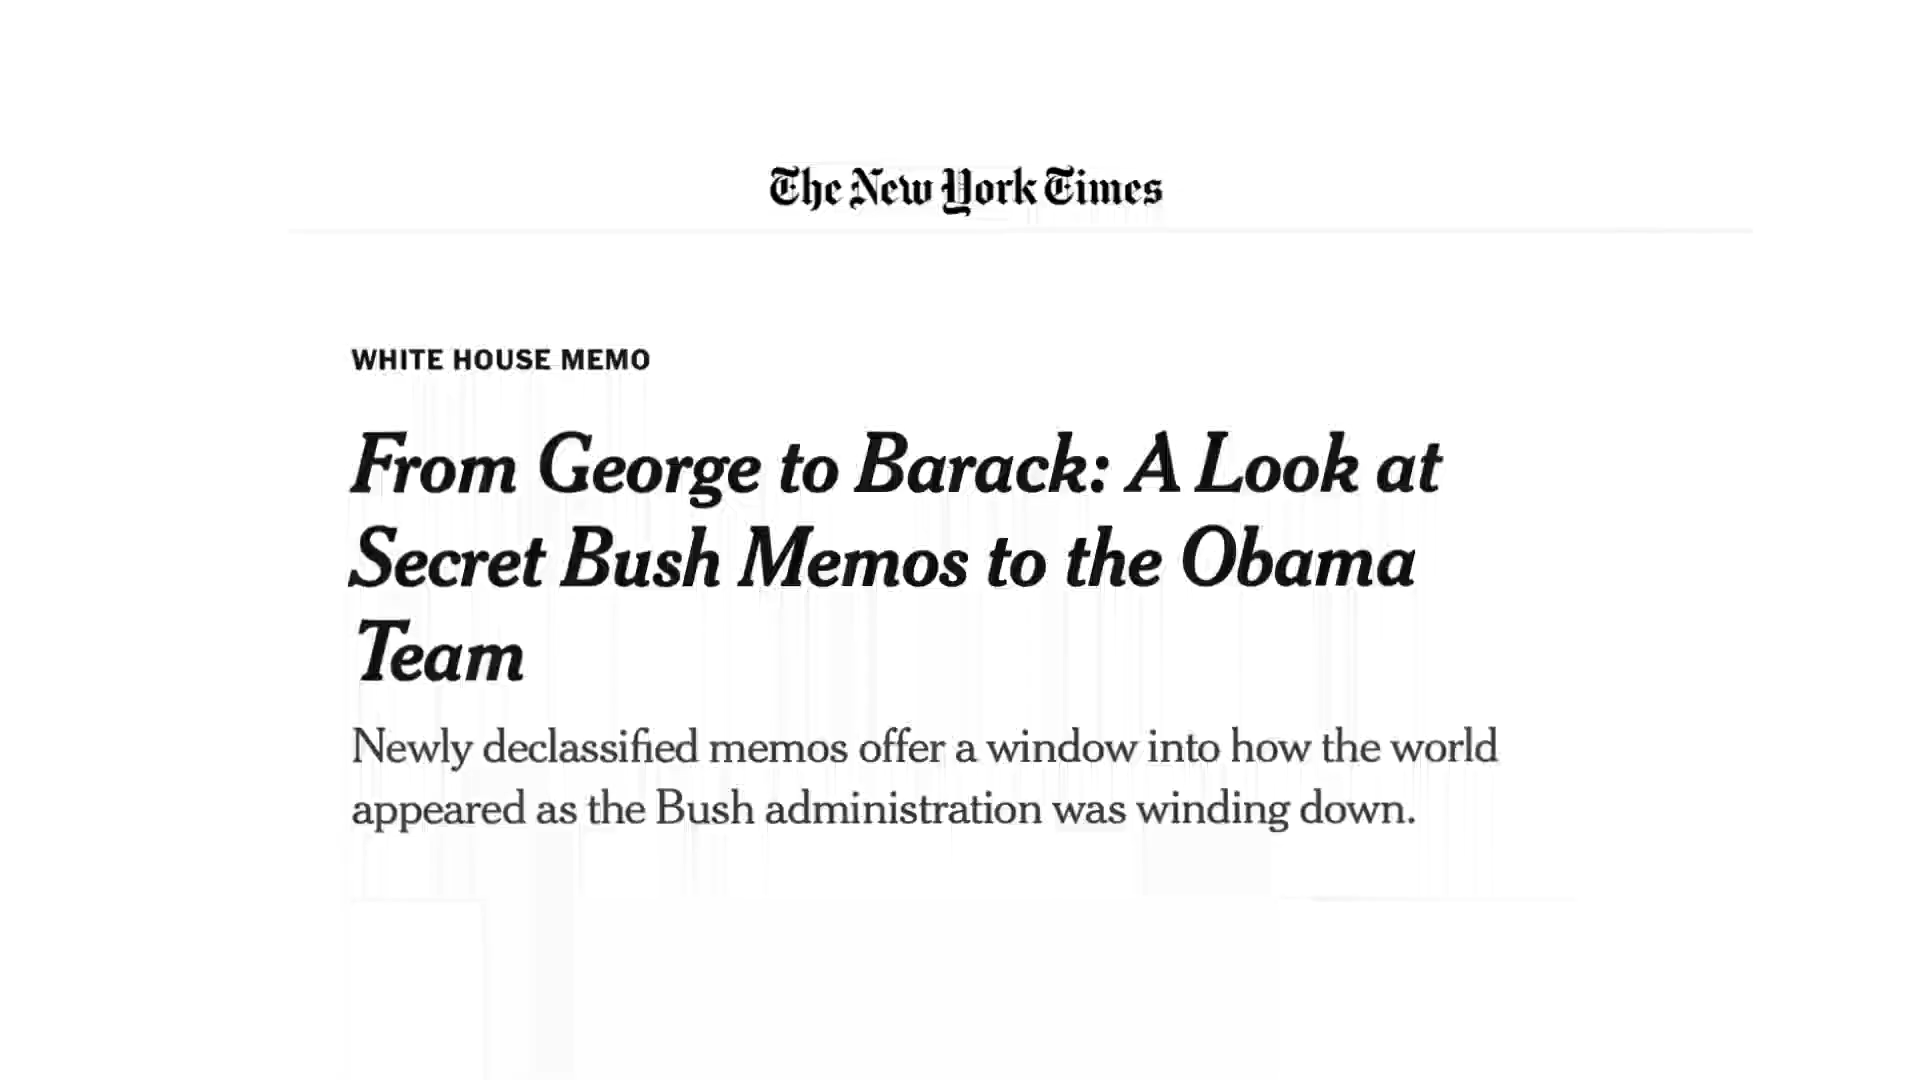 The New York Times
WHITE HOUSE MEMO
From George to Barack: A Look at
Secret Bush Memos to the Obama
Team
Newly declassified memos offer a window into how the world
appeared as the Bush administration was winding down.